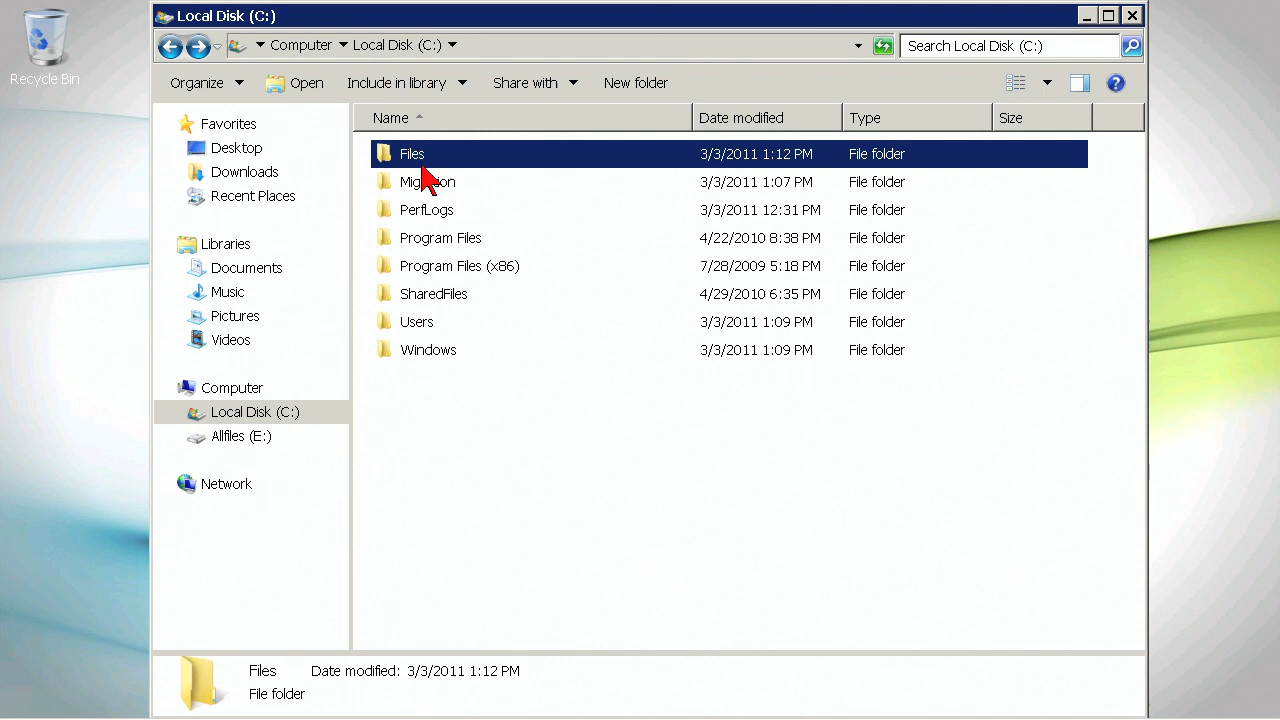 Recycle Bin
Local Disk (C:)
Computer Local Disk (C:)
Search Local Disk (C:)
Organize Open Include in library Share with New folder
Favorites
Desktop
Downloads
Recent Places
Libraries
Documents
Music
Pictures
Videos
Computer
Local Disk (C:)
Allfiles (E:)
Network
Name Date modified Type Size
Files 3/3/2011 1:12 PM File folder
3/3/2011 1:07 PM File folder
PerfLogs 3/3/2011 12:31 PM File folder
Program Files 4/22/2010 8:38 PM File folder
Program Files (x86) 7/28/2009 5:18 PM File folder
SharedFiles 4/29/2010 6:35 PM File folder
Users 3/3/2011 1:09 PM File folder
Windows 3/3/2011 1:09 PM File folder
Files Date modified: 3/3/2011 1:12 PM
File folder